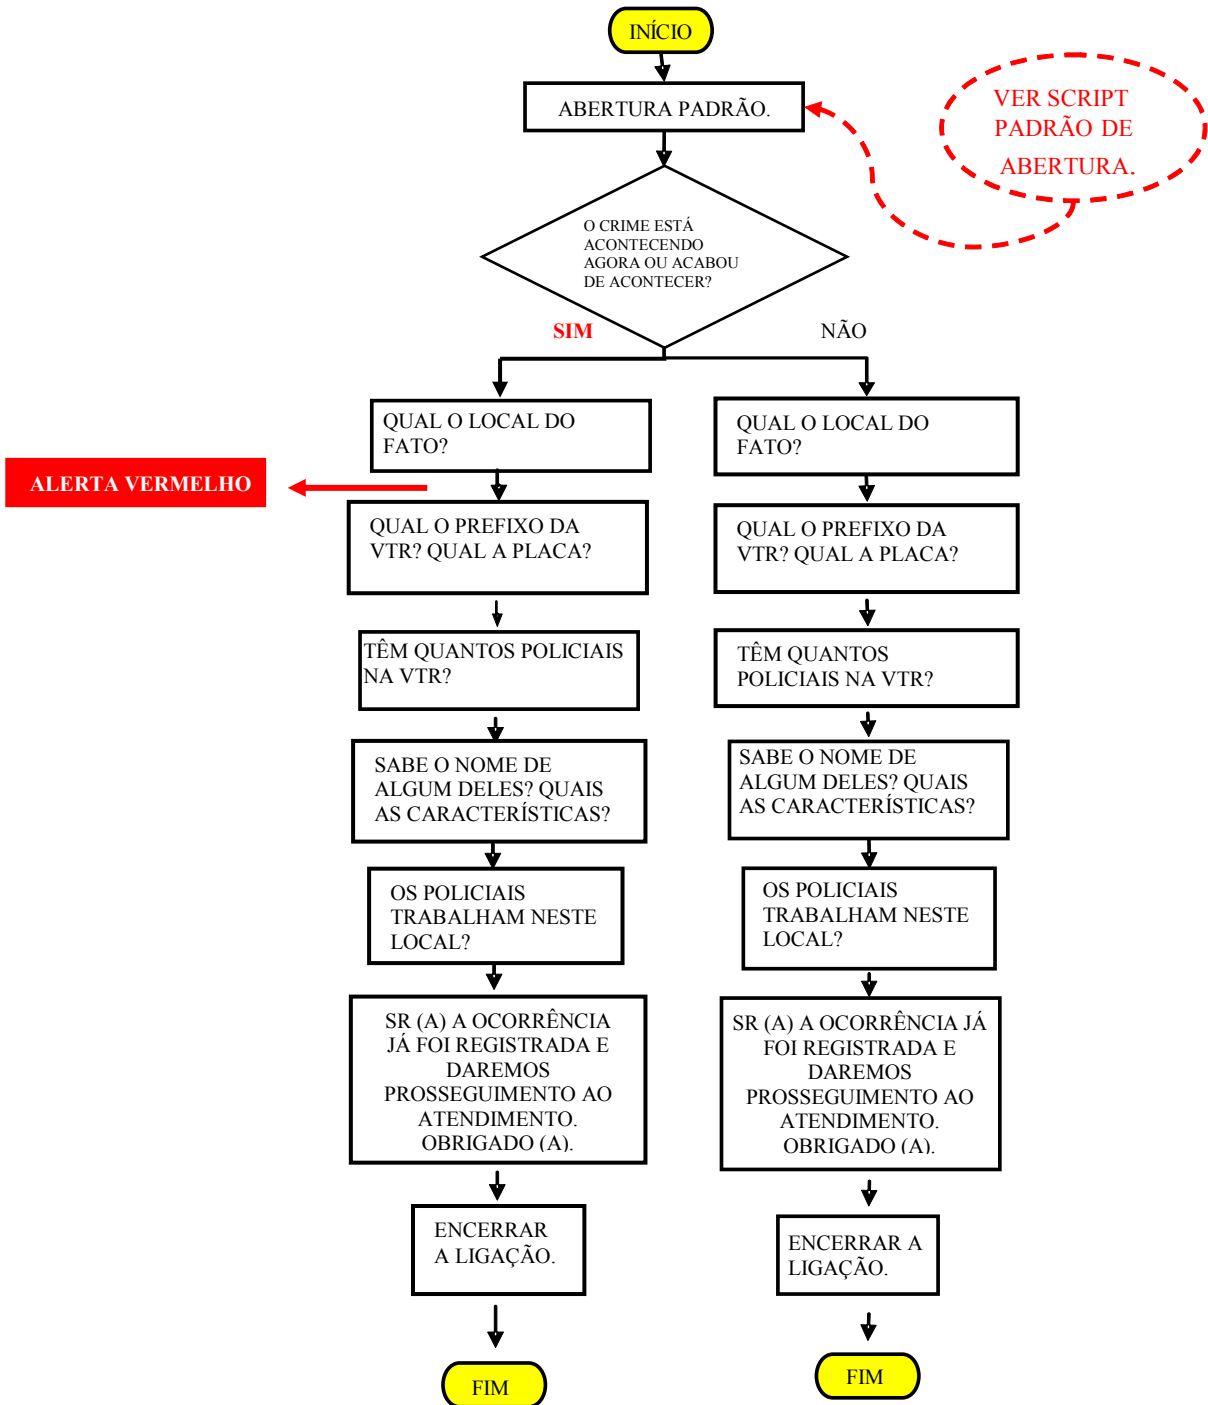 INÍCIO
ABERTURA PADRÃO.
VER SCRIPT
PADRÃO DE
ABERTURA.
O CRIME ESTÁ
ACONTECENDO
AGORA OU ACABOU
DE ACONTECER?
SIM
NÃO
QUAL O LOCAL DO
FATO?
ALERTA VERMELHO
QUAL O PREFIXO DA
VTR? QUAL A PLACA?
TÊM QUANTOS POLICIAIS
NA VTR?
SABE O NOME DE
ALGUM DELES? QUAIS
AS CARACTERÍSTICAS?
OS POLICIAIS
TRABALHAM NESTE
LOCAL?
SR (A) A OCORRÊNCIA
JÁ FOI REGISTRADA E
DAREMOS
PROSSEGUIMENTO AO
ATENDIMENTO.
OBRIGADO (A).
ENCERRAR
A LIGAÇÃO.
FIM
QUAL O LOCAL DO
FATO?
QUAL O PREFIXO DA
VTR? QUAL A PLACA?
TÊM QUANTOS
POLICIAIS NA VTR?
SABE O NOME DE
ALGUM DELES? QUAIS
AS CARACTERÍSTICAS?
OS POLICIAIS
TRABALHAM NESTE
LOCAL?
SR (A) A OCORRÊNCIA JÁ
FOI REGISTRADA E
DAREMOS
PROSSEGUIMENTO AO
ATENDIMENTO.
OBRIGADO (A).
ENCERRAR A
LIGAÇÃO.
FIM